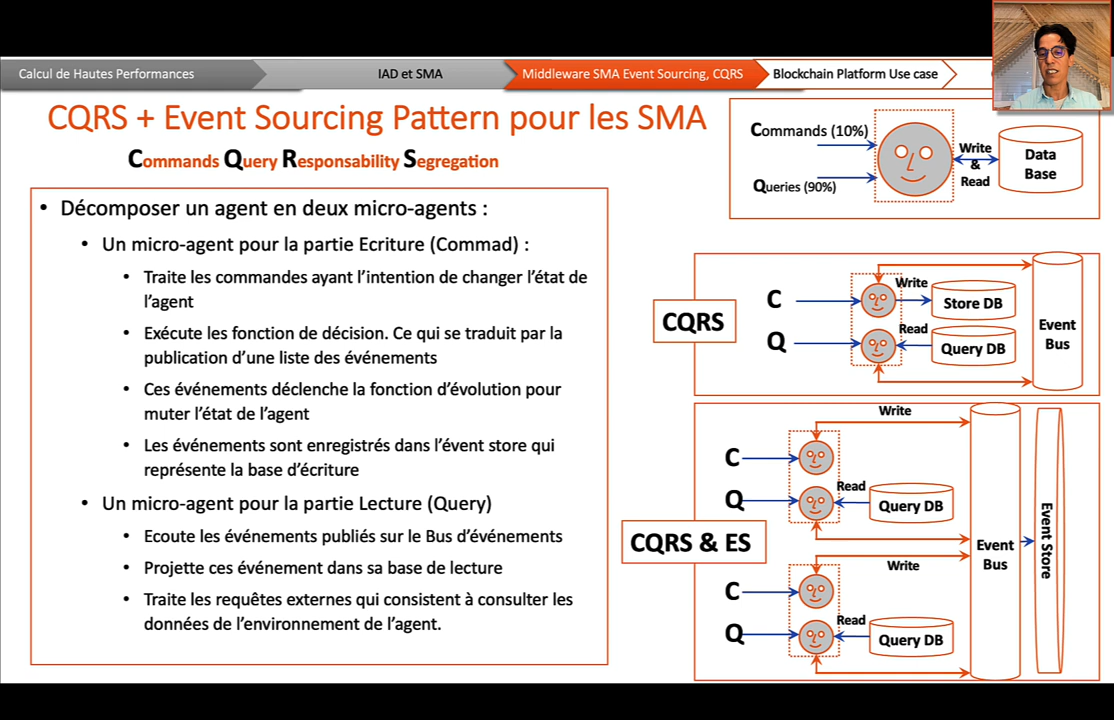 Calcul de Hautes Performances
IAD et SMA
Middleware SMA Event Sourcing, CQRS
Blockchain Platform Use case
CQRS + Event Sourcing Pattern pour les SMA
Commands Query Responsability Segregation
• Décomposer un agent en deux micro-agents :
• Un micro-agent pour la partie Ecriture (Commad) :
• Traite les commandes ayant l’intention de changer l’état de
l’agent
• Exécute les fonction de décision. Ce qui se traduit par la
publication d’une liste des événements
• Ces événements déclenche la fonction d’évolution pour
muter l’état de l’agent
• Les événements sont enregistrés dans l’évent store qui
représente la base d’écriture
• Un micro-agent pour la partie Lecture (Query)
• Ecoute les événements publiés sur le Bus d’événements
• Projette ces événement dans sa base de lecture
• Traite les requêtes externes qui consistent à consulter les
données de l’environnement de l’agent.
Commands (10%)
Queries (90%)
Write
&
Read
Data
Base
CQRS
C
Q
Write
Read
Store DB
Query DB
Event
Bus
CQRS & ES
Write
C
Q
Read
Query DB
Write
C
Q
Read
Query DB
Event
Bus
Event Store